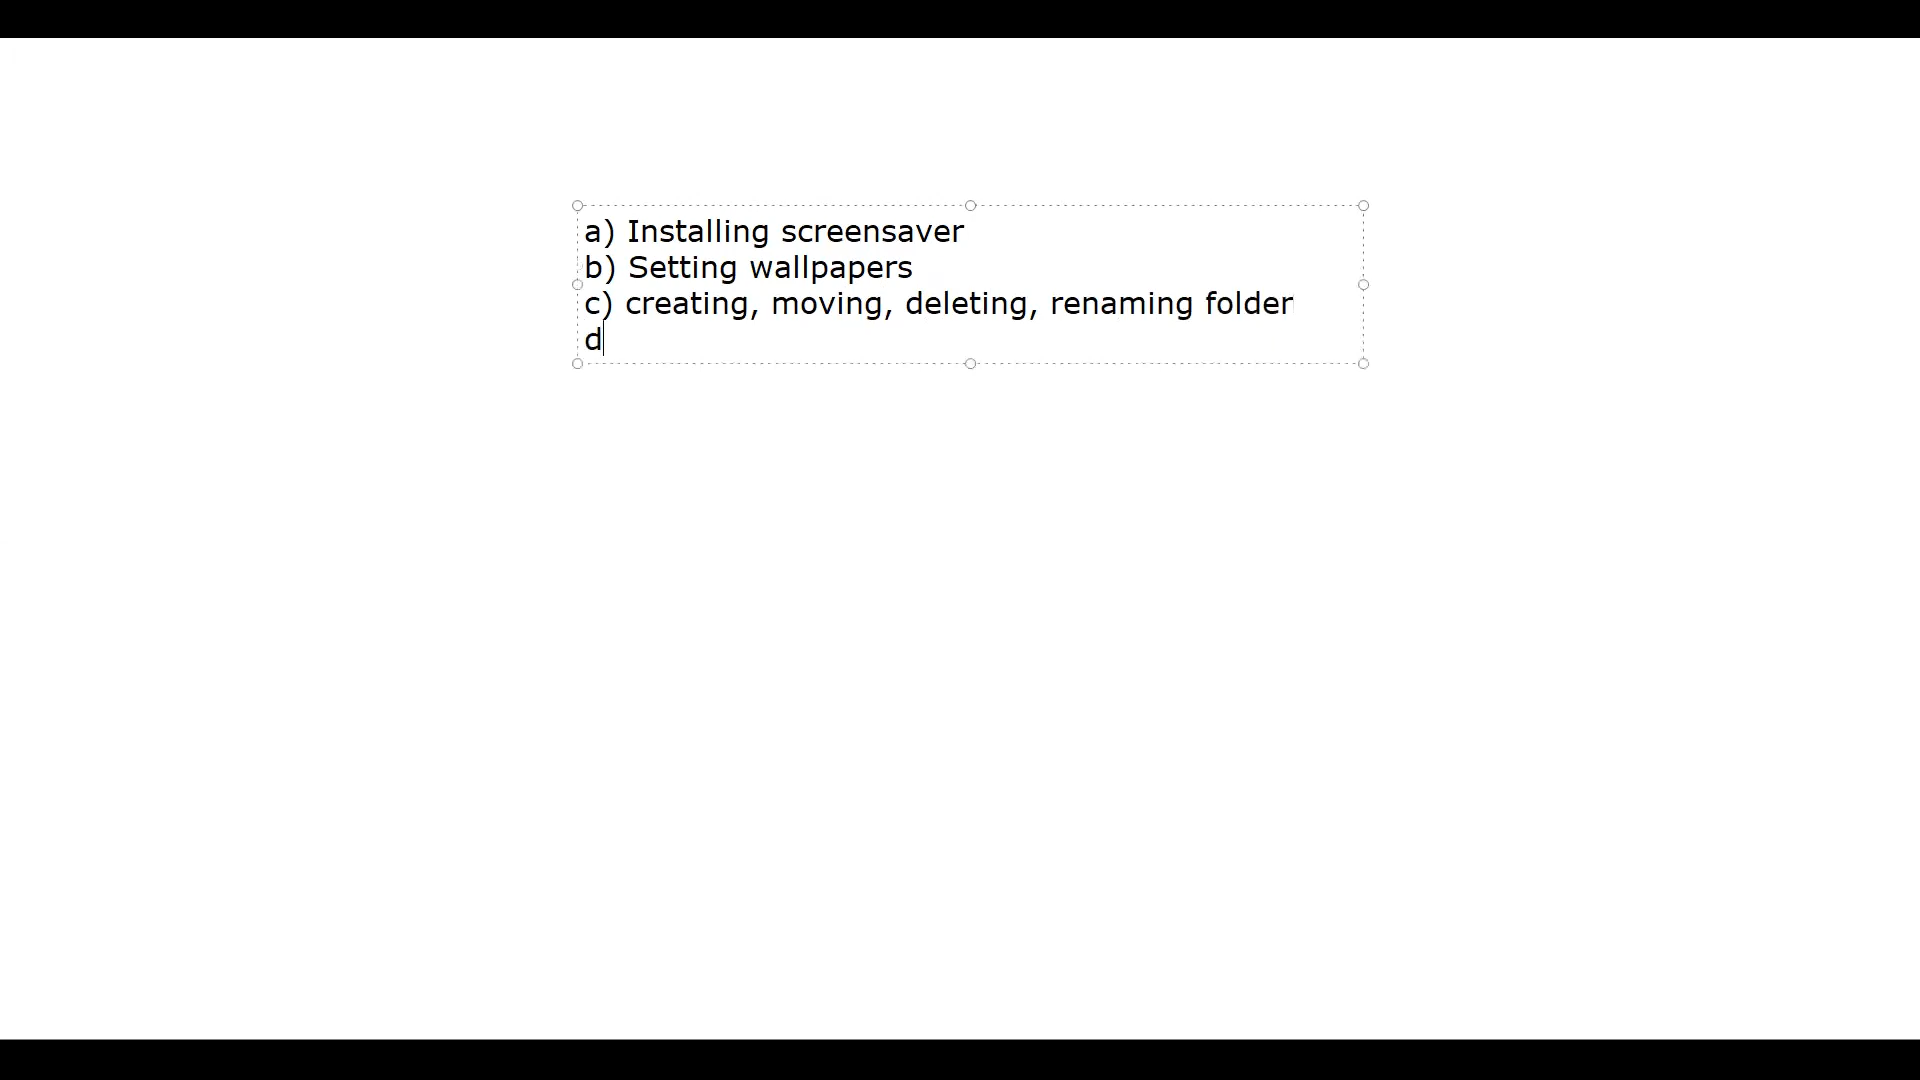 a) Installing screensaver
b) Setting wallpapers
c) creating, moving, deleting, renaming folder
d